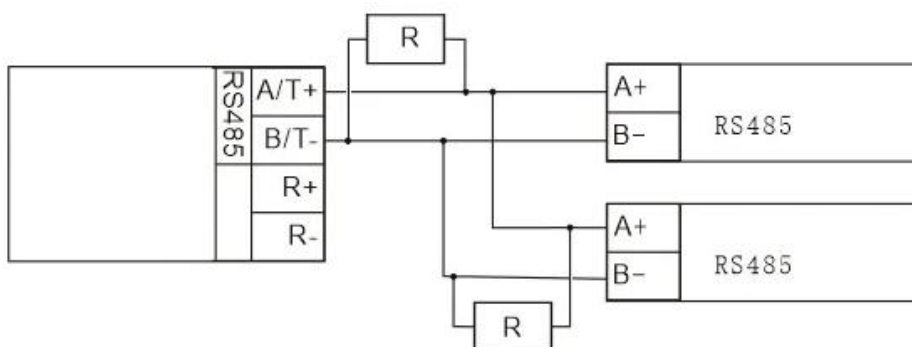 R
RS485
A/T+
B/T-
R+
R-
A+
B-
RS485
A+
B-
RS485
R